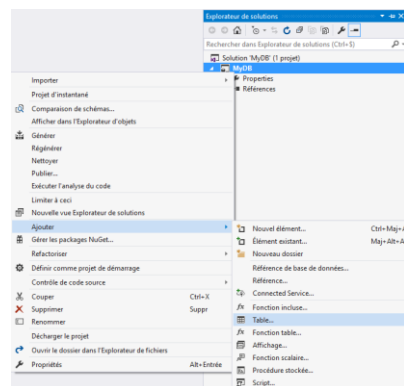 Explorateur de solutions
Rechercher dans Explorateur de solutions (Ctrl+$)
Solution 'MyDB' (1 projet)
MyDB
Properties
Références
Importer
Projet d'instantané
Comparaison de schémas...
Afficher dans l'Explorateur d'objets
Générer
Régénérer
Nettoyer
Publier...
Exécuter l'analyse du code
Limiter à ceci
Nouvelle vue Explorateur de solutions
Ajouter
Gérer les packages NuGet...
Refactoriser
Définir comme projet de démarrage
Contrôle de code source
Couper Ctrl+X
Supprimer Suppr
Renommer
Décharger le projet
Ouvrir le dossier dans l'Explorateur de fichiers
Propriétés Alt+Entrée
Nouvel élément... Ctrl+Maj+A
Élément existant... Maj+Alt+A
Nouveau dossier
Référence de base de données...
Référence...
Connected Service...
Fonction incluse...
Table...
Fonction table...
Affichage...
Fonction scalaire...
Procédure stockée...
Script...